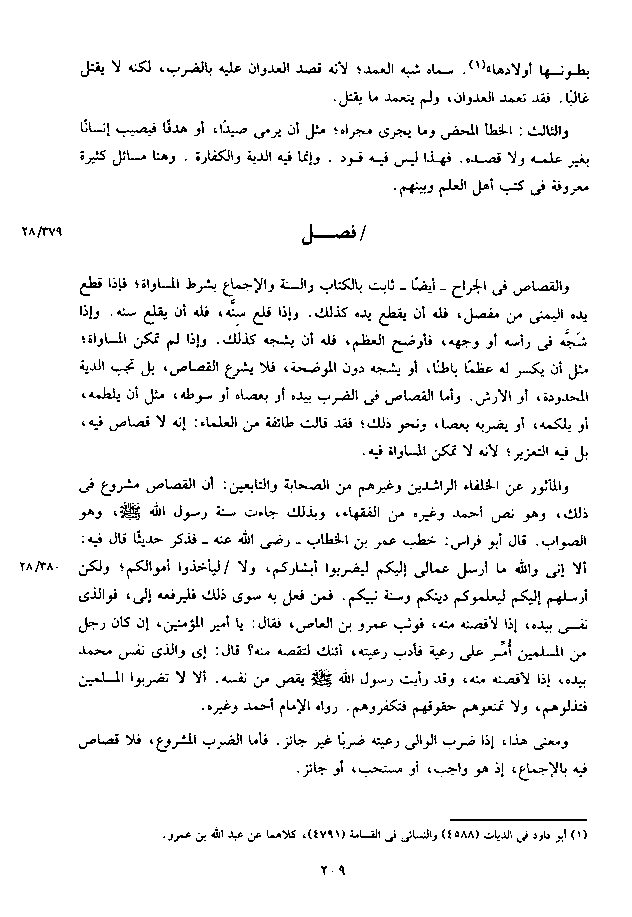 بطونها أولادها»(١). سماه شبه العمد؛ لأنه قصد العدوان عليه بالضرب، لكنه لا يقتل
غالبًا. فقد تعمد العدوان، ولم يتعمد ما يقتل.
والثالث: الخطأ المحض وما يجرى مجراه؛ مثل أن يرمى صيدًا، أو هدفًا فيصيب إنسانًا
بغير علمه ولا قصده. فهذا ليس فيه قود. وإنما فيه الدية والكفارة. وهنا مسائل كثيرة
معروفة فى كتب أهل العلم وبينهم.
/ فصــل
٢٨/٣٧٩
والقصاص فى الجراح ـ أيضًا ـ ثابت بالكتاب والسنة والإجماع بشرط المساواة؛ فإذا قطع
يده اليمنى من مفصل، فله أن يقطع يده كذلك. وإذا قلع سنه، فله أن يقلع سنه. وإذا
شَجَّه فى رأسه أو وجهه، فأوضح العظم، فله أن يشجه كذلك. وإذا لم تمكن المساواة؛
مثل أن يكسر له عظمًا باطنًا، أو يشجه دون الموضحة، فلا يشرع القصاص، بل تجب الدية
المحدودة، أو الأرش. وأما القصاص فى الضرب بيده أو بعصاه أو سوطه، مثل أن يلطمه،
أو يلكمه، أو يضربه بعصا، ونحو ذلك؛ فقد قالت طائفة من العلماء: إنه لا قصاص فيه،
بل فيه التعزير؛ لأنه لا تمكن المساواة فيه.
والمأثور عن الخلفاء الراشدين وغيرهم من الصحابة والتابعين: أن القصاص مشروع فى
ذلك، وهو نص أحمد وغيره من الفقهاء، وبذلك جاءت سنة رسول الله ﷺ، وهو
الصواب. قال أبو فراس: خطب عمر بن الخطاب ـ رضى الله عنه ـ فذكر حديثًا قال فيه:
ألا إنى والله ما أرسل عمالى إليكم ليضربوا أبشاركم، ولا /ليأخذوا أموالكم؛ ولكن
٢٨/٣٨٠
أرسلهم إليكم ليعلموكم دينكم وسنة نبيكم. فمن فعل به سوى ذلك فليرفعه إلى، فوالذى
نفسى بيده، إذا لأقصنه منه، فوثب عمرو بن العاص، فقال: يا أمير المؤمنين، إن كان رجل
من المسلمين أُمِّر على رعية فأدب رعيته، أئنك لتقصه منه؟ قال: إى والذى نفس محمد
بيده، إذا لأقصنه منه، وقد رأيت رسول الله ﷺ يقص من نفسه. ألا لا تضربوا المسلمين
فتذلوهم، ولا تمنعوهم حقوقهم فتكفروهم. رواه الإمام أحمد وغيره.
ومعنى هذا، إذا ضرب الوالى رعيته ضربًا غير جائز. فأما الضرب المشروع، فلا قصاص
فيه بالإجماع، إذ هو واجب، أو مستحب، أو جائز.
(١) أبو داود فى الديات (٤٥٨٨) والنسائى فى القسامة (٤٧٩١)، كلاهما عن عبد الله بن عمرو.
٢٠٩